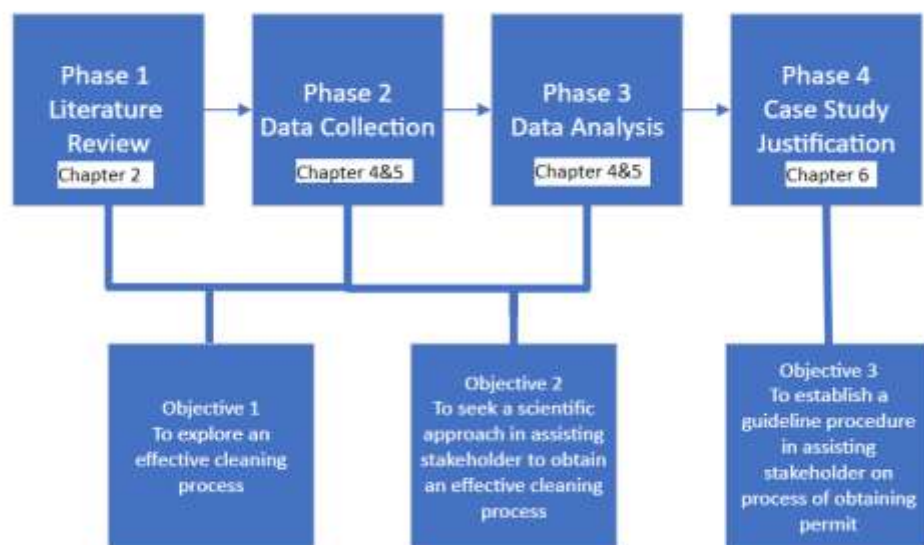 Phase 1
Literature
Review
Chapter 2
Phase 2
Data Collection
Chapter 4&5
Phase 3
Data Analysis
Chapter 4&5
Phase 4
Case Study
Justification
Chapter 6
Objective 1
To explore an
effective cleaning
process
Objective 2
To seek a scientific
approach in assisting
stakeholder to obtain
an effective cleaning
process
Objective 3
To establish a
guideline procedure
in assisting
stakeholder on
process of obtaining
permit